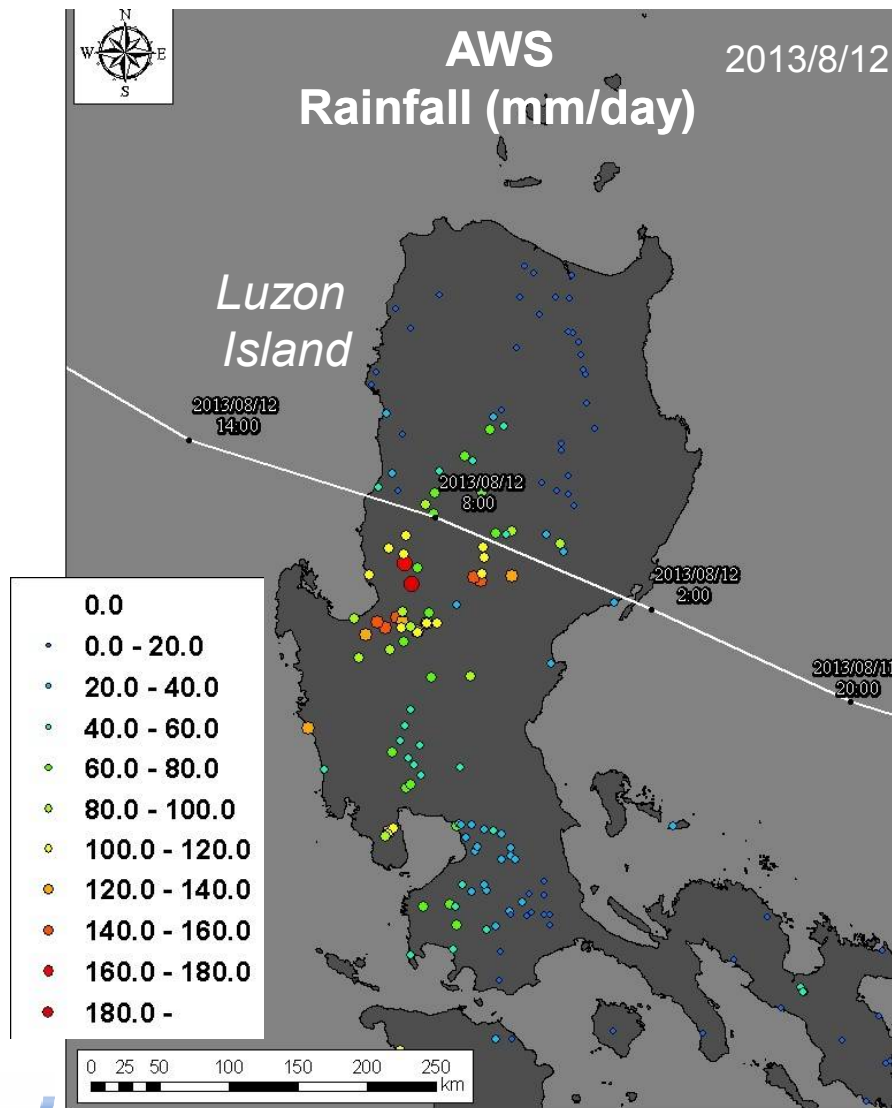 N
W E
S
AWS
Rainfall (mm/day)
2013/8/12
Luzon
Island
2013/08/12
14:00
2013/08/12
8:00
2013/08/12
2:00
2013/08/11
20:00
0.0
0.0 - 20.0
20.0 - 40.0
40.0 - 60.0
60.0 - 80.0
80.0 - 100.0
100.0 - 120.0
120.0 - 140.0
140.0 - 160.0
160.0 - 180.0
180.0 -
0 25 50 100 150 200 250
km